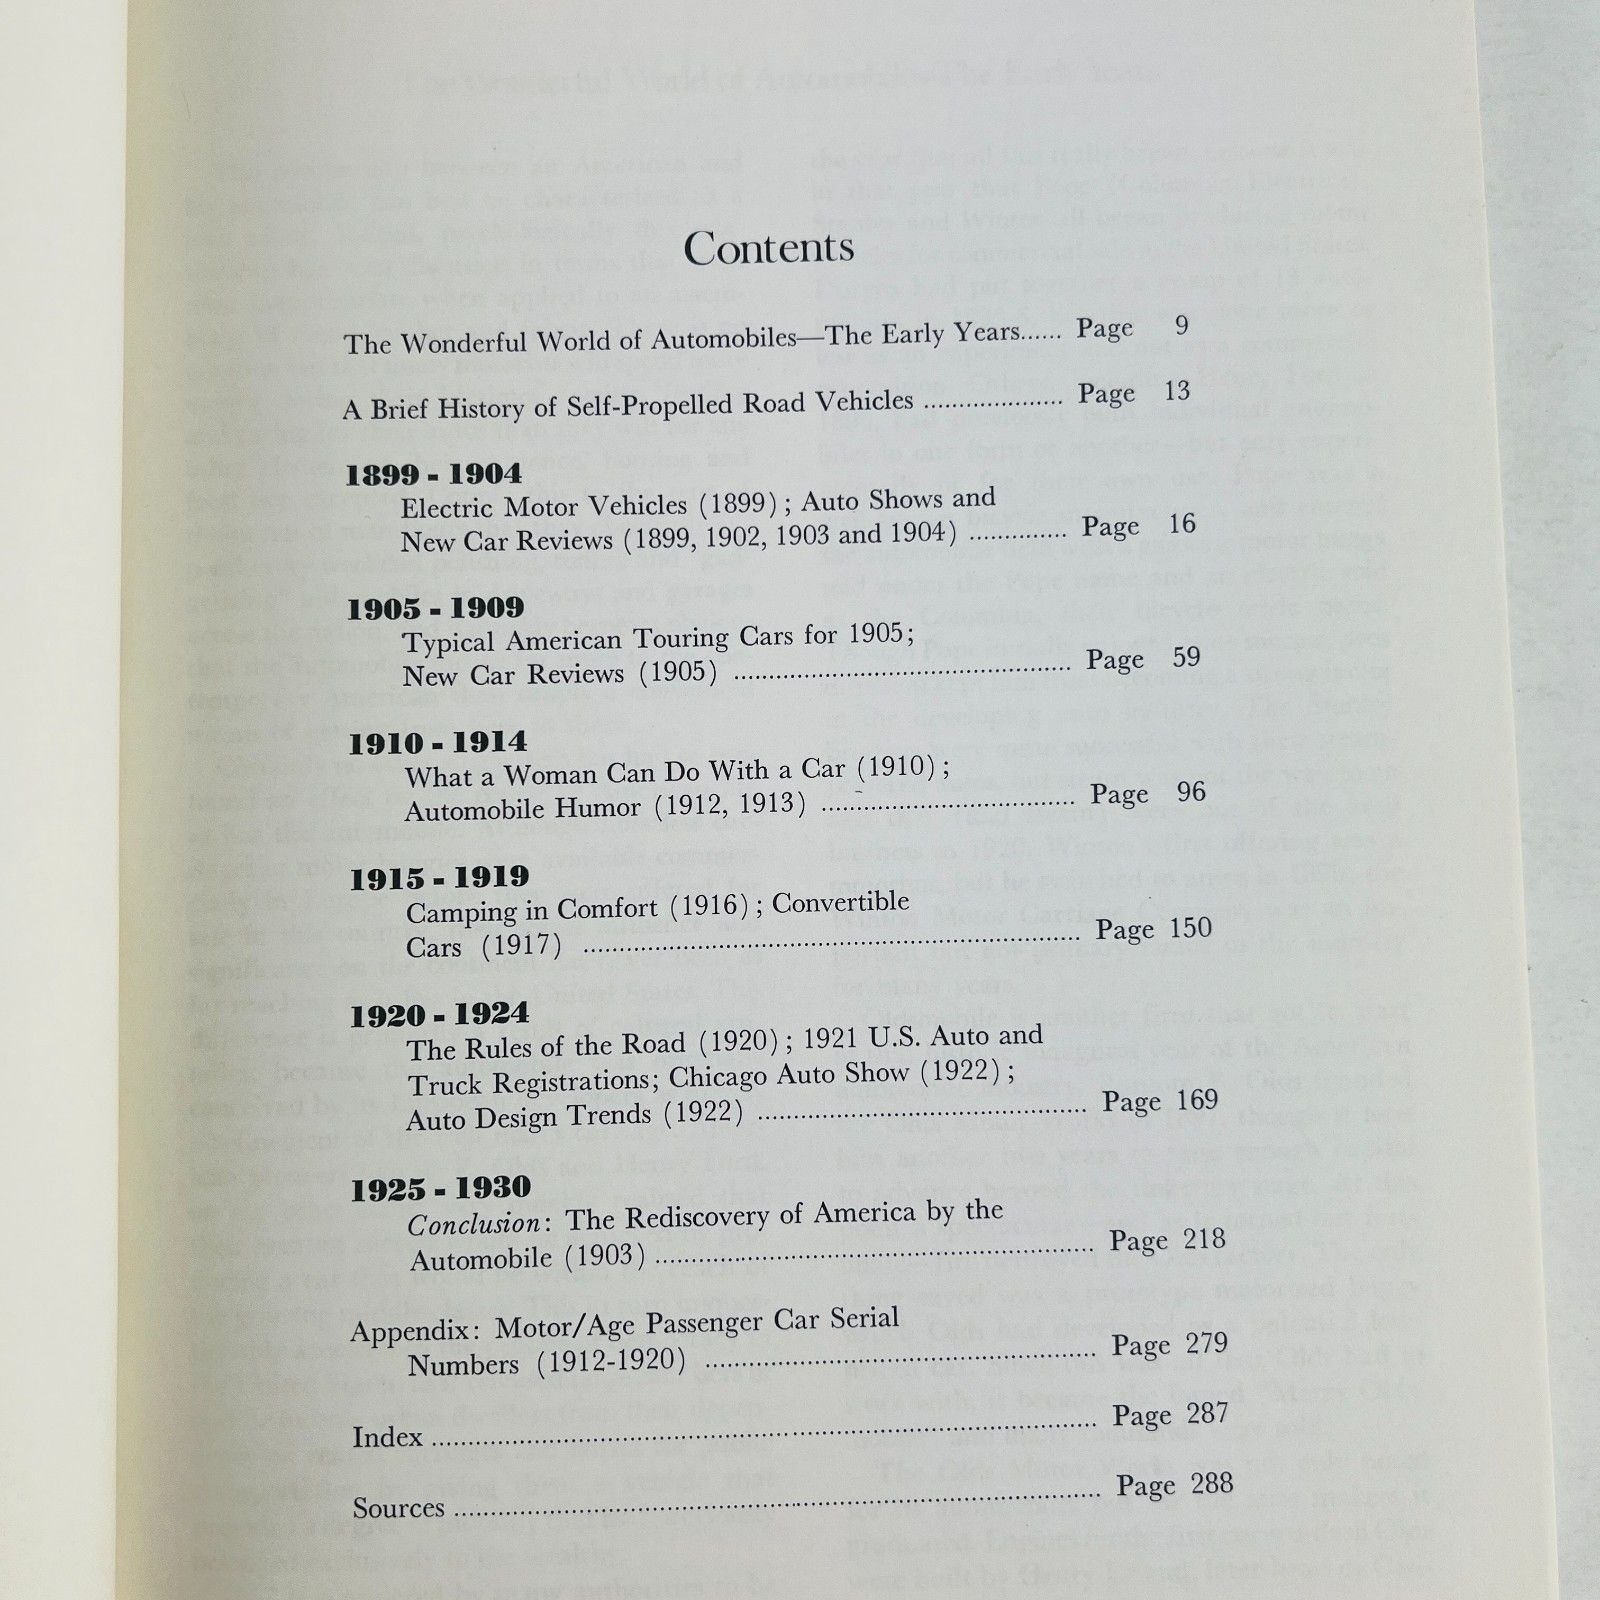 Contents
The Wonderful World of Automobiles—The Early Years...... Page 9
A Brief History of Self-Propelled Road Vehicles .................... Page 13
1899 - 1904
Electric Motor Vehicles (1899); Auto Shows and
New Car Reviews (1899, 1902, 1903 and 1904) .............. Page 16
1905 - 1909
Typical American Touring Cars for 1905;
New Car Reviews (1905) ................................................ Page 59
1910 - 1914
What a Woman Can Do With a Car (1910);
Automobile Humor (1912, 1913) .................................... Page 96
1915 - 1919
Camping in Comfort (1916); Convertible
Cars (1917) ...................................................................... Page 150
1920 - 1924
The Rules of the Road (1920); 1921 U.S. Auto and
Truck Registrations; Chicago Auto Show (1922);
Auto Design Trends (1922) .............................................. Page 169
1925 - 1930
Conclusion: The Rediscovery of America by the
Automobile (1903) .............................................................. Page 218
Appendix: Motor/Age Passenger Car Serial
Numbers (1912-1920) ....................................................... Page 279
Index .............................................................................................. Page 287
Sources ........................................................................................... Page 288